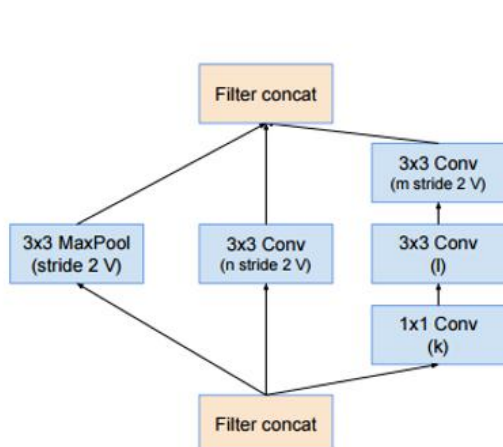 Filter concat
3x3 Conv
(m stride 2 V)
3x3 MaxPool
(stride 2 V)
3x3 Conv
(n stride 2 V)
3x3 Conv
(l)
1x1 Conv
(k)
Filter concat